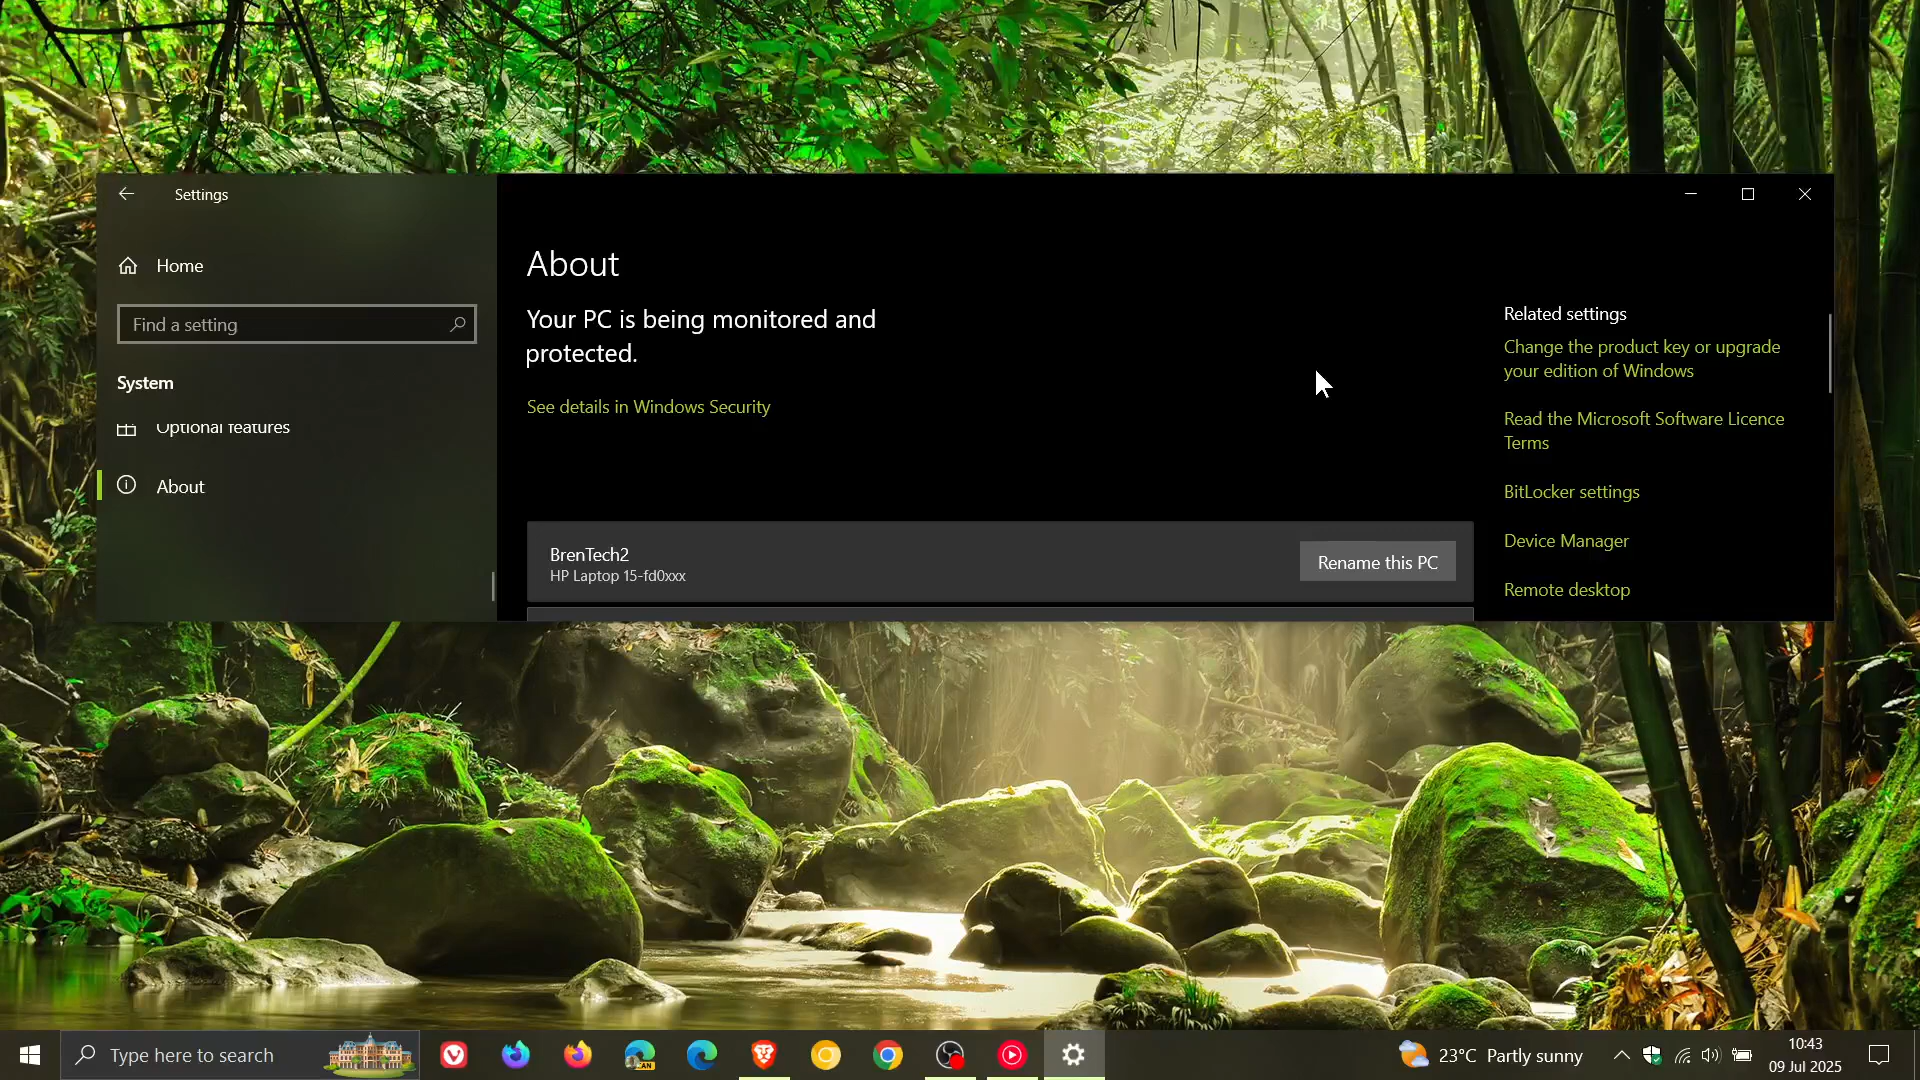 Settings
Home
Find a setting
System
Optional features
About
About
Your PC is being monitored and
protected.
See details in Windows Security
BrenTech2
HP Laptop 15-fd0xxx
Rename this PC
Related settings
Change the product key or upgrade
your edition of Windows
Read the Microsoft Software Licence
Terms
BitLocker settings
Device Manager
Remote desktop
Type here to search
CAN
23°C Partly sunny
10:43
09 Jul 2025